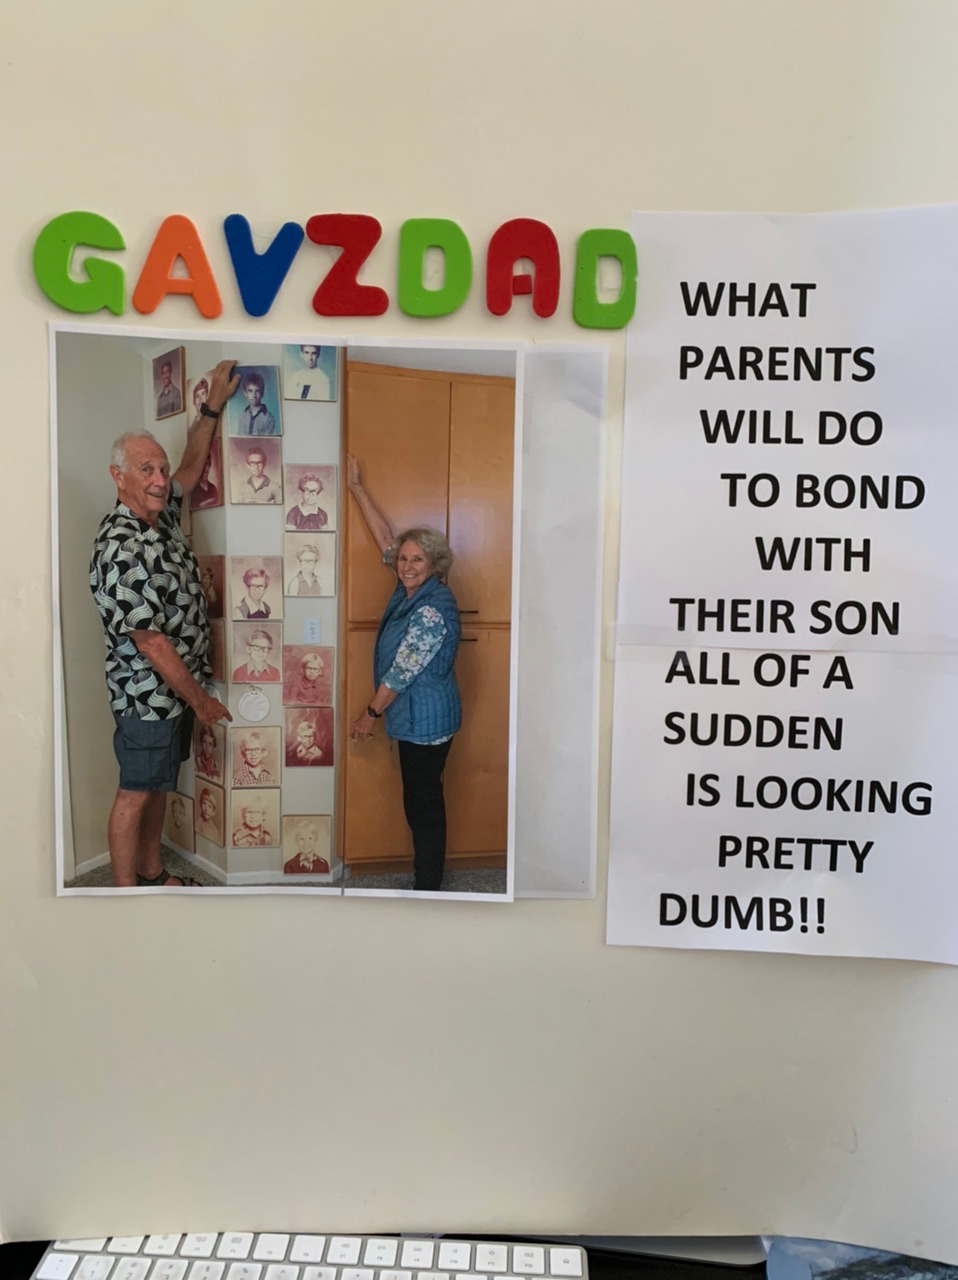 GAVZDAD
WHAT
PARENTS
WILL DO
TO BOND
WITH
THEIR SON
ALL OF A
SUDDEN
IS LOOKING
PRETTY
DUMB!!